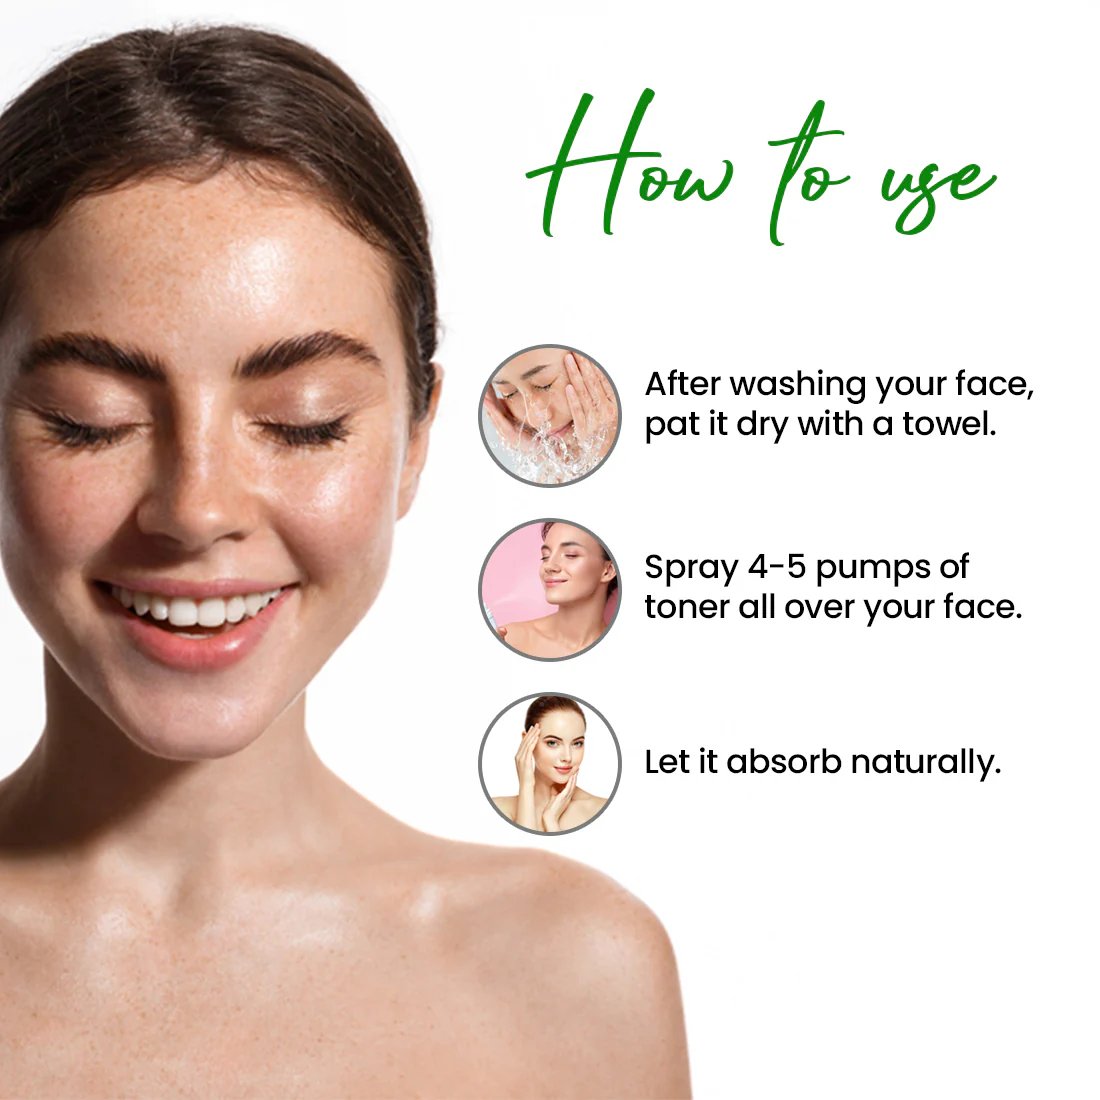 How to use
After washing your face,
pat it dry with a towel.
Spray 4-5 pumps of
toner all over your face.
Let it absorb naturally.